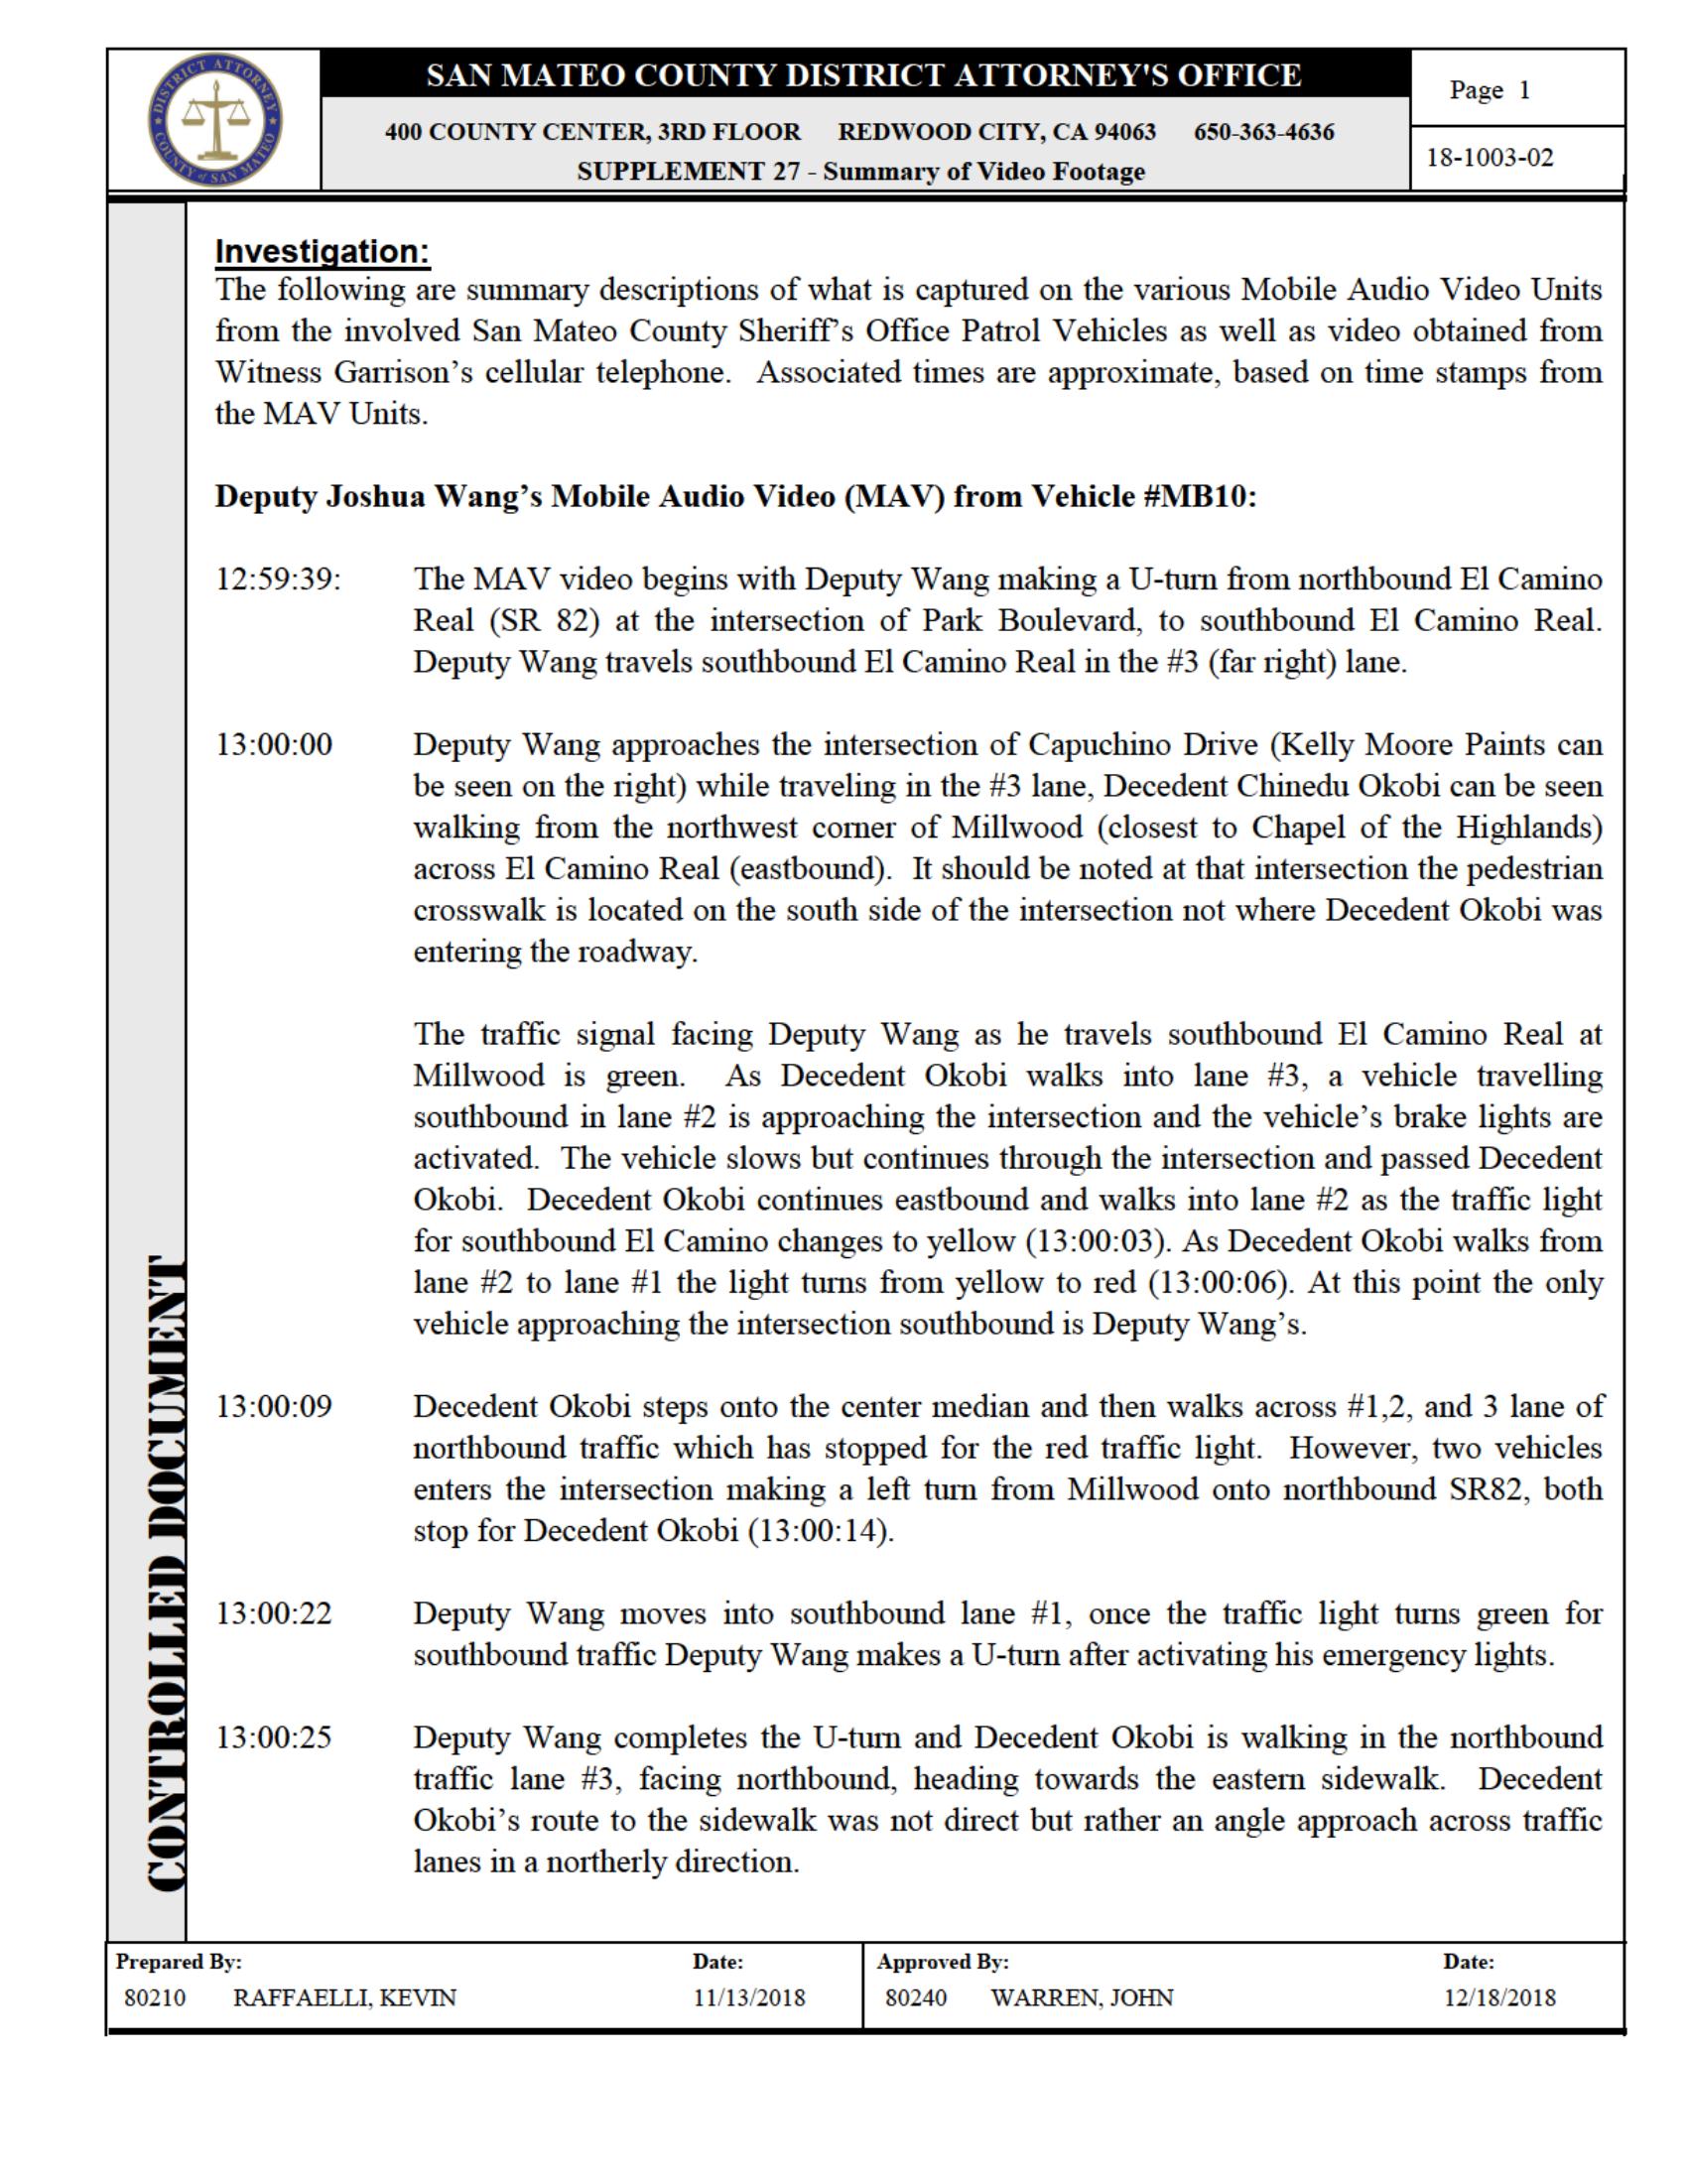 DISTRICT ATTORNEY
COUNTY of SAN MATEO
SAN MATEO COUNTY DISTRICT ATTORNEY'S OFFICE
400 COUNTY CENTER, 3RD FLOOR REDWOOD CITY, CA 94063 650-363-4636
SUPPLEMENT 27 - Summary of Video Footage
Page 1
18-1003-02
Investigation:
The following are summary descriptions of what is captured on the various Mobile Audio Video Units
from the involved San Mateo County Sheriff's Office Patrol Vehicles as well as video obtained from
Witness Garrison's cellular telephone. Associated times are approximate, based on time stamps from
the MAV Units.
Deputy Joshua Wang's Mobile Audio Video (MAV) from Vehicle #MB10:
12:59:39: The MAV video begins with Deputy Wang making a U-turn from northbound El Camino
Real (SR 82) at the intersection of Park Boulevard, to southbound El Camino Real.
Deputy Wang travels southbound El Camino Real in the #3 (far right) lane.
13:00:00 Deputy Wang approaches the intersection of Capuchino Drive (Kelly Moore Paints can
be seen on the right) while traveling in the #3 lane, Decedent Chinedu Okobi can be seen
walking from the northwest corner of Millwood (closest to Chapel of the Highlands)
across El Camino Real (eastbound). It should be noted at that intersection the pedestrian
crosswalk is located on the south side of the intersection not where Decedent Okobi was
entering the roadway.
The traffic signal facing Deputy Wang as he travels southbound El Camino Real at
Millwood is green. As Decedent Okobi walks into lane #3, a vehicle travelling
southbound in lane #2 is approaching the intersection and the vehicle's brake lights are
activated. The vehicle slows but continues through the intersection and passed Decedent
Okobi. Decedent Okobi continues eastbound and walks into lane #2 as the traffic light
for southbound El Camino changes to yellow (13:00:03). As Decedent Okobi walks from
lane #2 to lane #1 the light turns from yellow to red (13:00:06). At this point the only
vehicle approaching the intersection southbound is Deputy Wang's.
13:00:09 Decedent Okobi steps onto the center median and then walks across #1,2, and 3 lane of
northbound traffic which has stopped for the red traffic light. However, two vehicles
enters the intersection making a left turn from Millwood onto northbound SR82, both
stop for Decedent Okobi (13:00:14).
13:00:22 Deputy Wang moves into southbound lane #1, once the traffic light turns green for
southbound traffic Deputy Wang makes a U-turn after activating his emergency lights.
13:00:25 Deputy Wang completes the U-turn and Decedent Okobi is walking in the northbound
traffic lane #3, facing northbound, heading towards the eastern sidewalk. Decedent
Okobi's route to the sidewalk was not direct but rather an angle approach across traffic
lanes in a northerly direction.
CONTROLLED DOCUMENT
Prepared By: Date: Approved By: Date:
80210 RAFFAELLI, KEVIN 11/13/2018 80240 WARREN, JOHN 12/18/2018